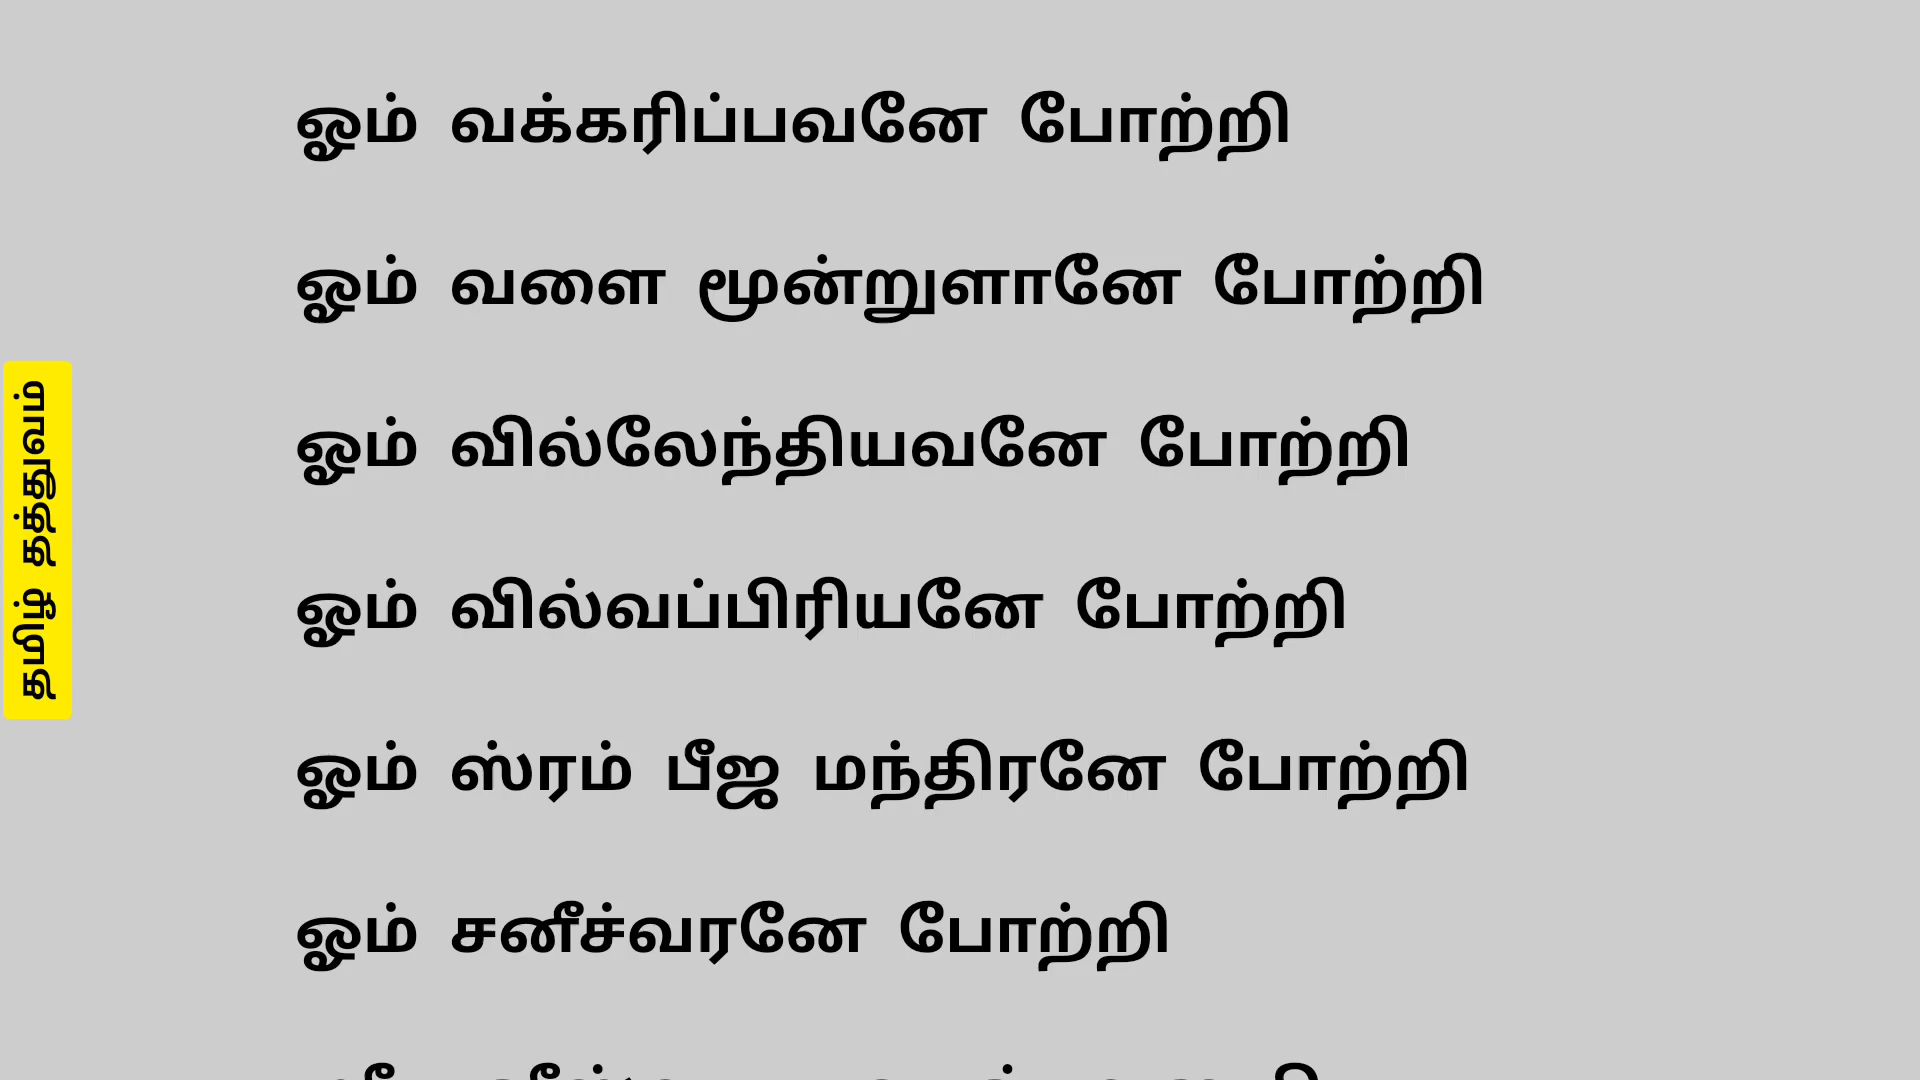 ஓம் வக்கரிப்பவனே போற்றி
ஓம் வளை மூன்றுளானே போற்றி
ஓம் வில்லேந்தியவனே போற்றி
ஓம் வில்வப்பிரியனே போற்றி
ஓம் ஸ்ரம் பீஜ மந்திரனே போற்றி
ஓம் சனீச்வரனே போற்றி
தமிழ் தத்துவம்